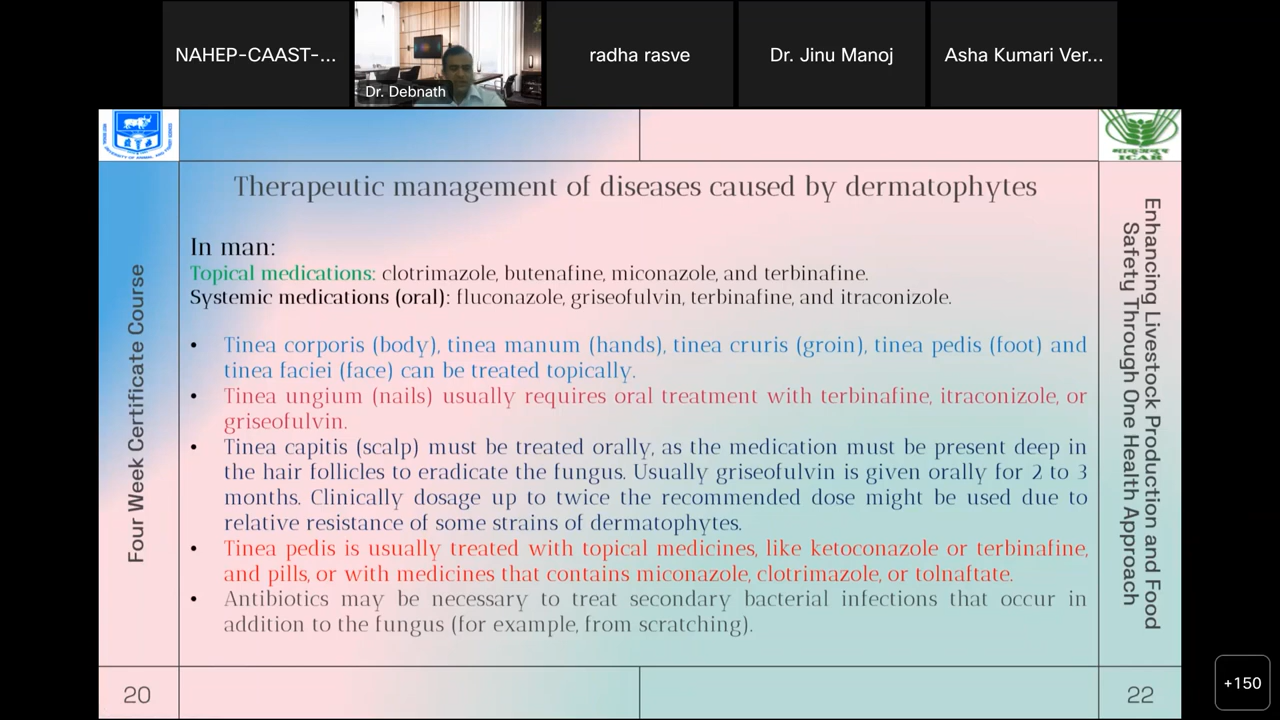 NAHEP-CAAST-...
Dr. Debnath
radha rasve
Dr. Jinu Manoj
Asha Kumari Ver...
ICAR
Therapeutic management of diseases caused by dermatophytes
In man:
Topical medications: clotrimazole, butenafine, miconazole, and terbinafine.
Systemic medications (oral): fluconazole, griseofulvin, terbinafine, and itraconizole.
• Tinea corporis (body), tinea manum (hands), tinea cruris (groin), tinea pedis (foot) and
tinea faciei (face) can be treated topically.
• Tinea ungium (nails) usually requires oral treatment with terbinafine, itraconizole, or
griseofulvin.
• Tinea capitis (scalp) must be treated orally, as the medication must be present deep in
the hair follicles to eradicate the fungus. Usually griseofulvin is given orally for 2 to 3
months. Clinically dosage up to twice the recommended dose might be used due to
relative resistance of some strains of dermatophytes.
• Tinea pedis is usually treated with topical medicines, like ketoconazole or terbinafine,
and pills, or with medicines that contains miconazole, clotrimazole, or tolnaftate.
• Antibiotics may be necessary to treat secondary bacterial infections that occur in
addition to the fungus (for example, from scratching).
Four Week Certificate Course
Enhancing Livestock Production and Food
Safety Through One Health Approach
20
22
+150